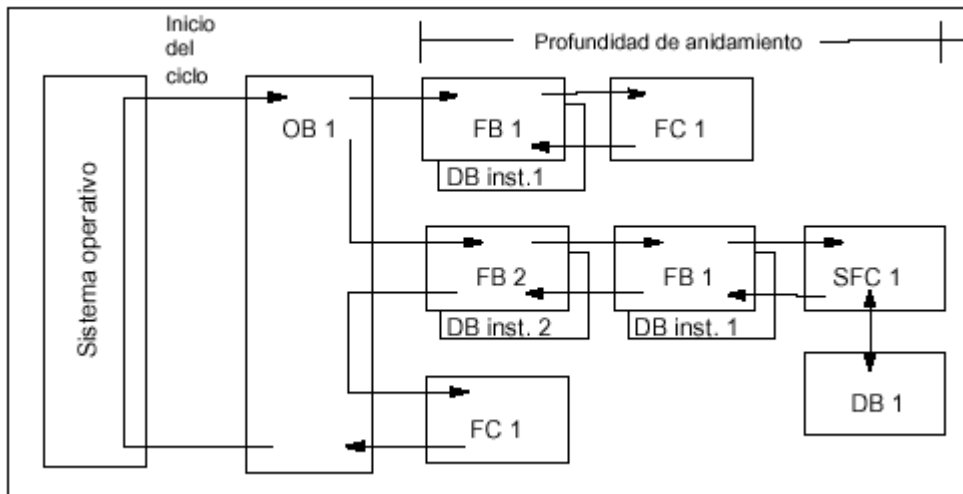 Inicio
del
ciclo
Profundidad de anidamiento
Sistema operativo
OB 1
FB 1
DB inst.1
FC 1
FB 2
DB inst. 2
FB 1
DB inst. 1
SFC 1
DB 1
FC 1